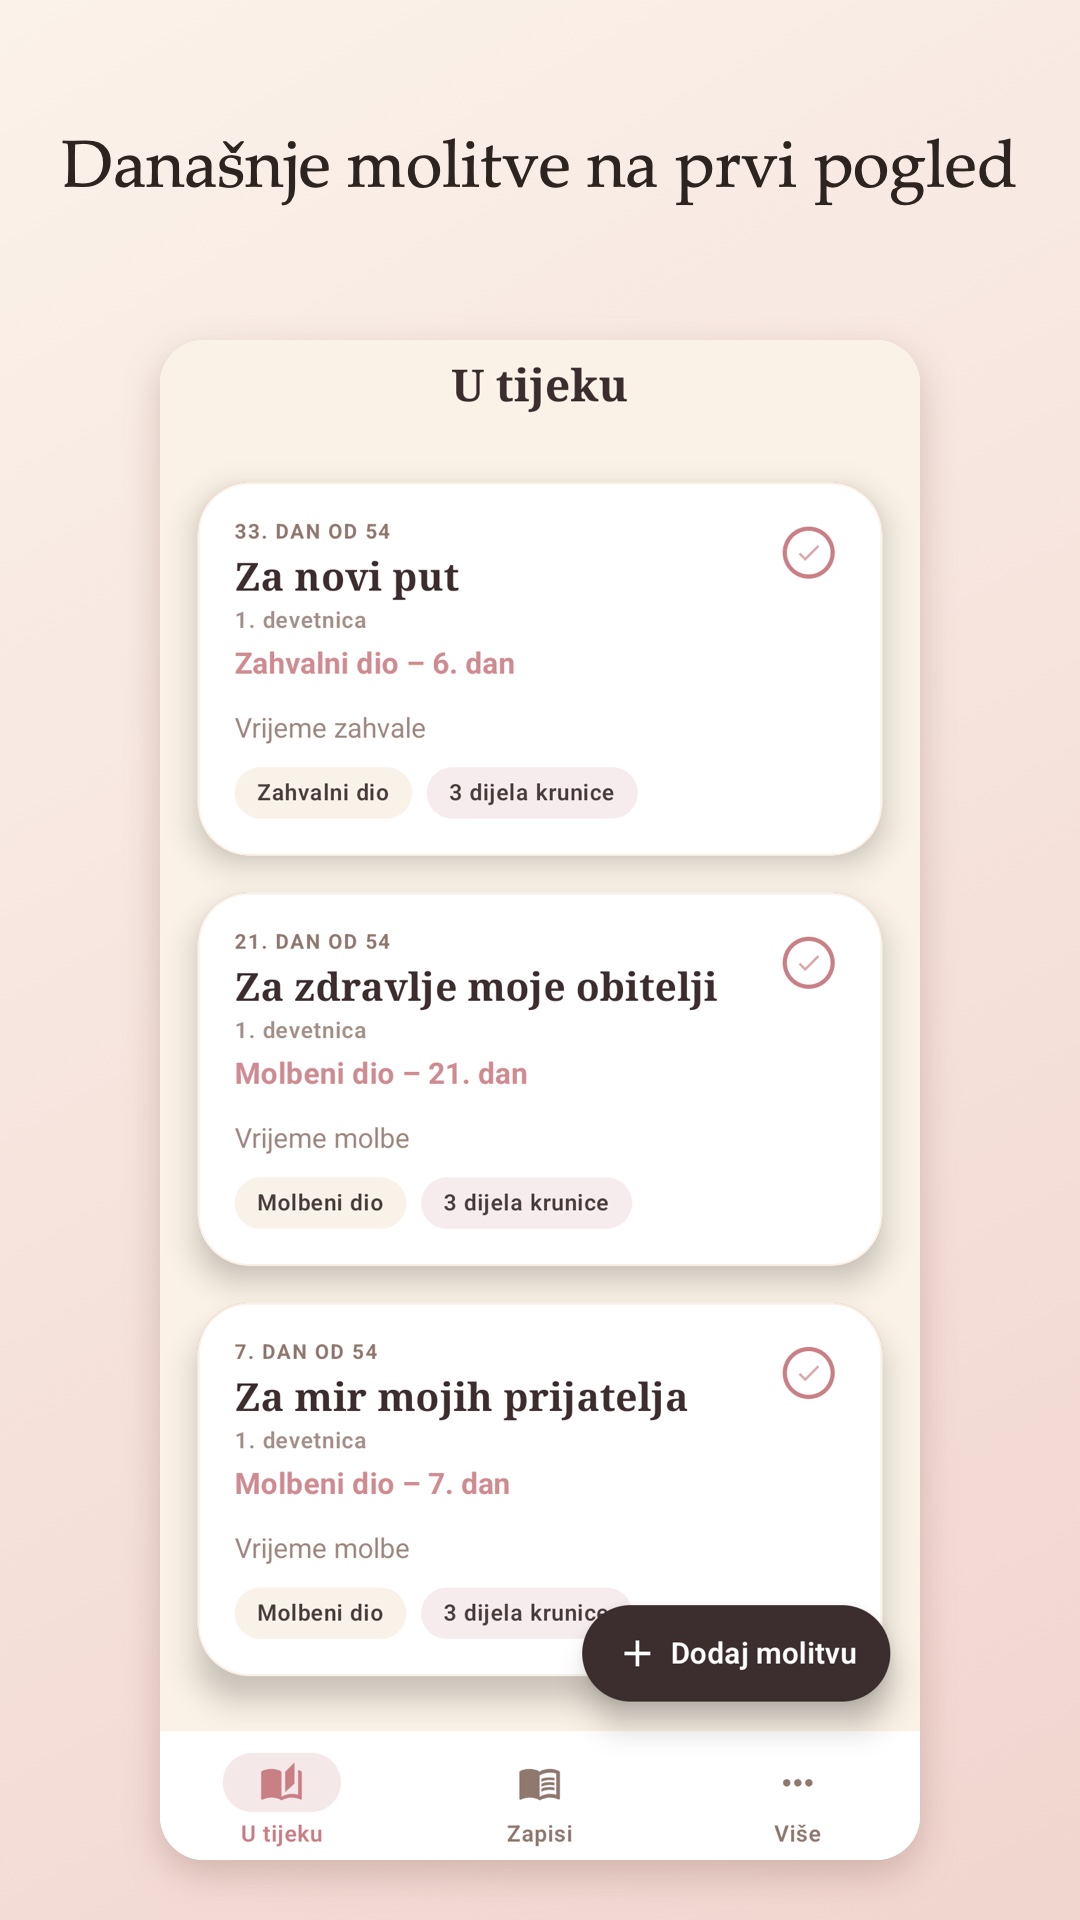 Današnje molitve na prvi pogled
U tijeku
33. DAN OD 54
Za novi put
1. devetnica
Zahvalni dio – 6. dan
Vrijeme zahvale
Zahvalni dio
3 dijela krunice
21. DAN OD 54
Za zdravlje moje obitelji
1. devetnica
Molbeni dio – 21. dan
Vrijeme molbe
Molbeni dio
3 dijela krunice
7. DAN OD 54
Za mir mojih prijatelja
1. devetnica
Molbeni dio – 7. dan
Vrijeme molbe
Molbeni dio
3 dijela krunice
Dodaj molitvu
U tijeku
Zapisi
Više